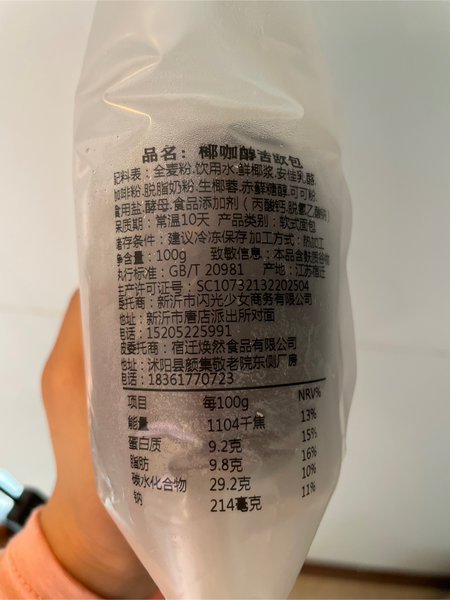 品名：椰咖醇苦软欧包
配料表：全麦粉.饮用水.鲜椰浆.安佳乳酪.
咖啡粉.脱脂奶粉.生椰蓉.赤藓糖醇.可可粉.
食用盐.酵母.食品添加剂（丙酸钙,脱氢乙酸钠）
保质期：常温10天 产品类别：软式面包
储存条件：建议冷冻保存 加工方式：热加工
净含量：100g 致敏信息：本品含麸质谷物
执行标准：GB/T 20981 产地：江苏宿迁
生产许可证号：SC10732132202504
委托商：新沂市闪光少女商务有限公司
地址：新沂市唐店派出所对面
电话：15205225991
被委托商：宿迁焕然食品有限公司
地址：沭阳县颜集敬老院东侧厂房
电话：18361770723
项目 每100g NRV%
能量 1104千焦 13%
蛋白质 9.2克 15%
脂肪 9.8克 16%
碳水化合物 29.2克 10%
钠 214毫克 11%